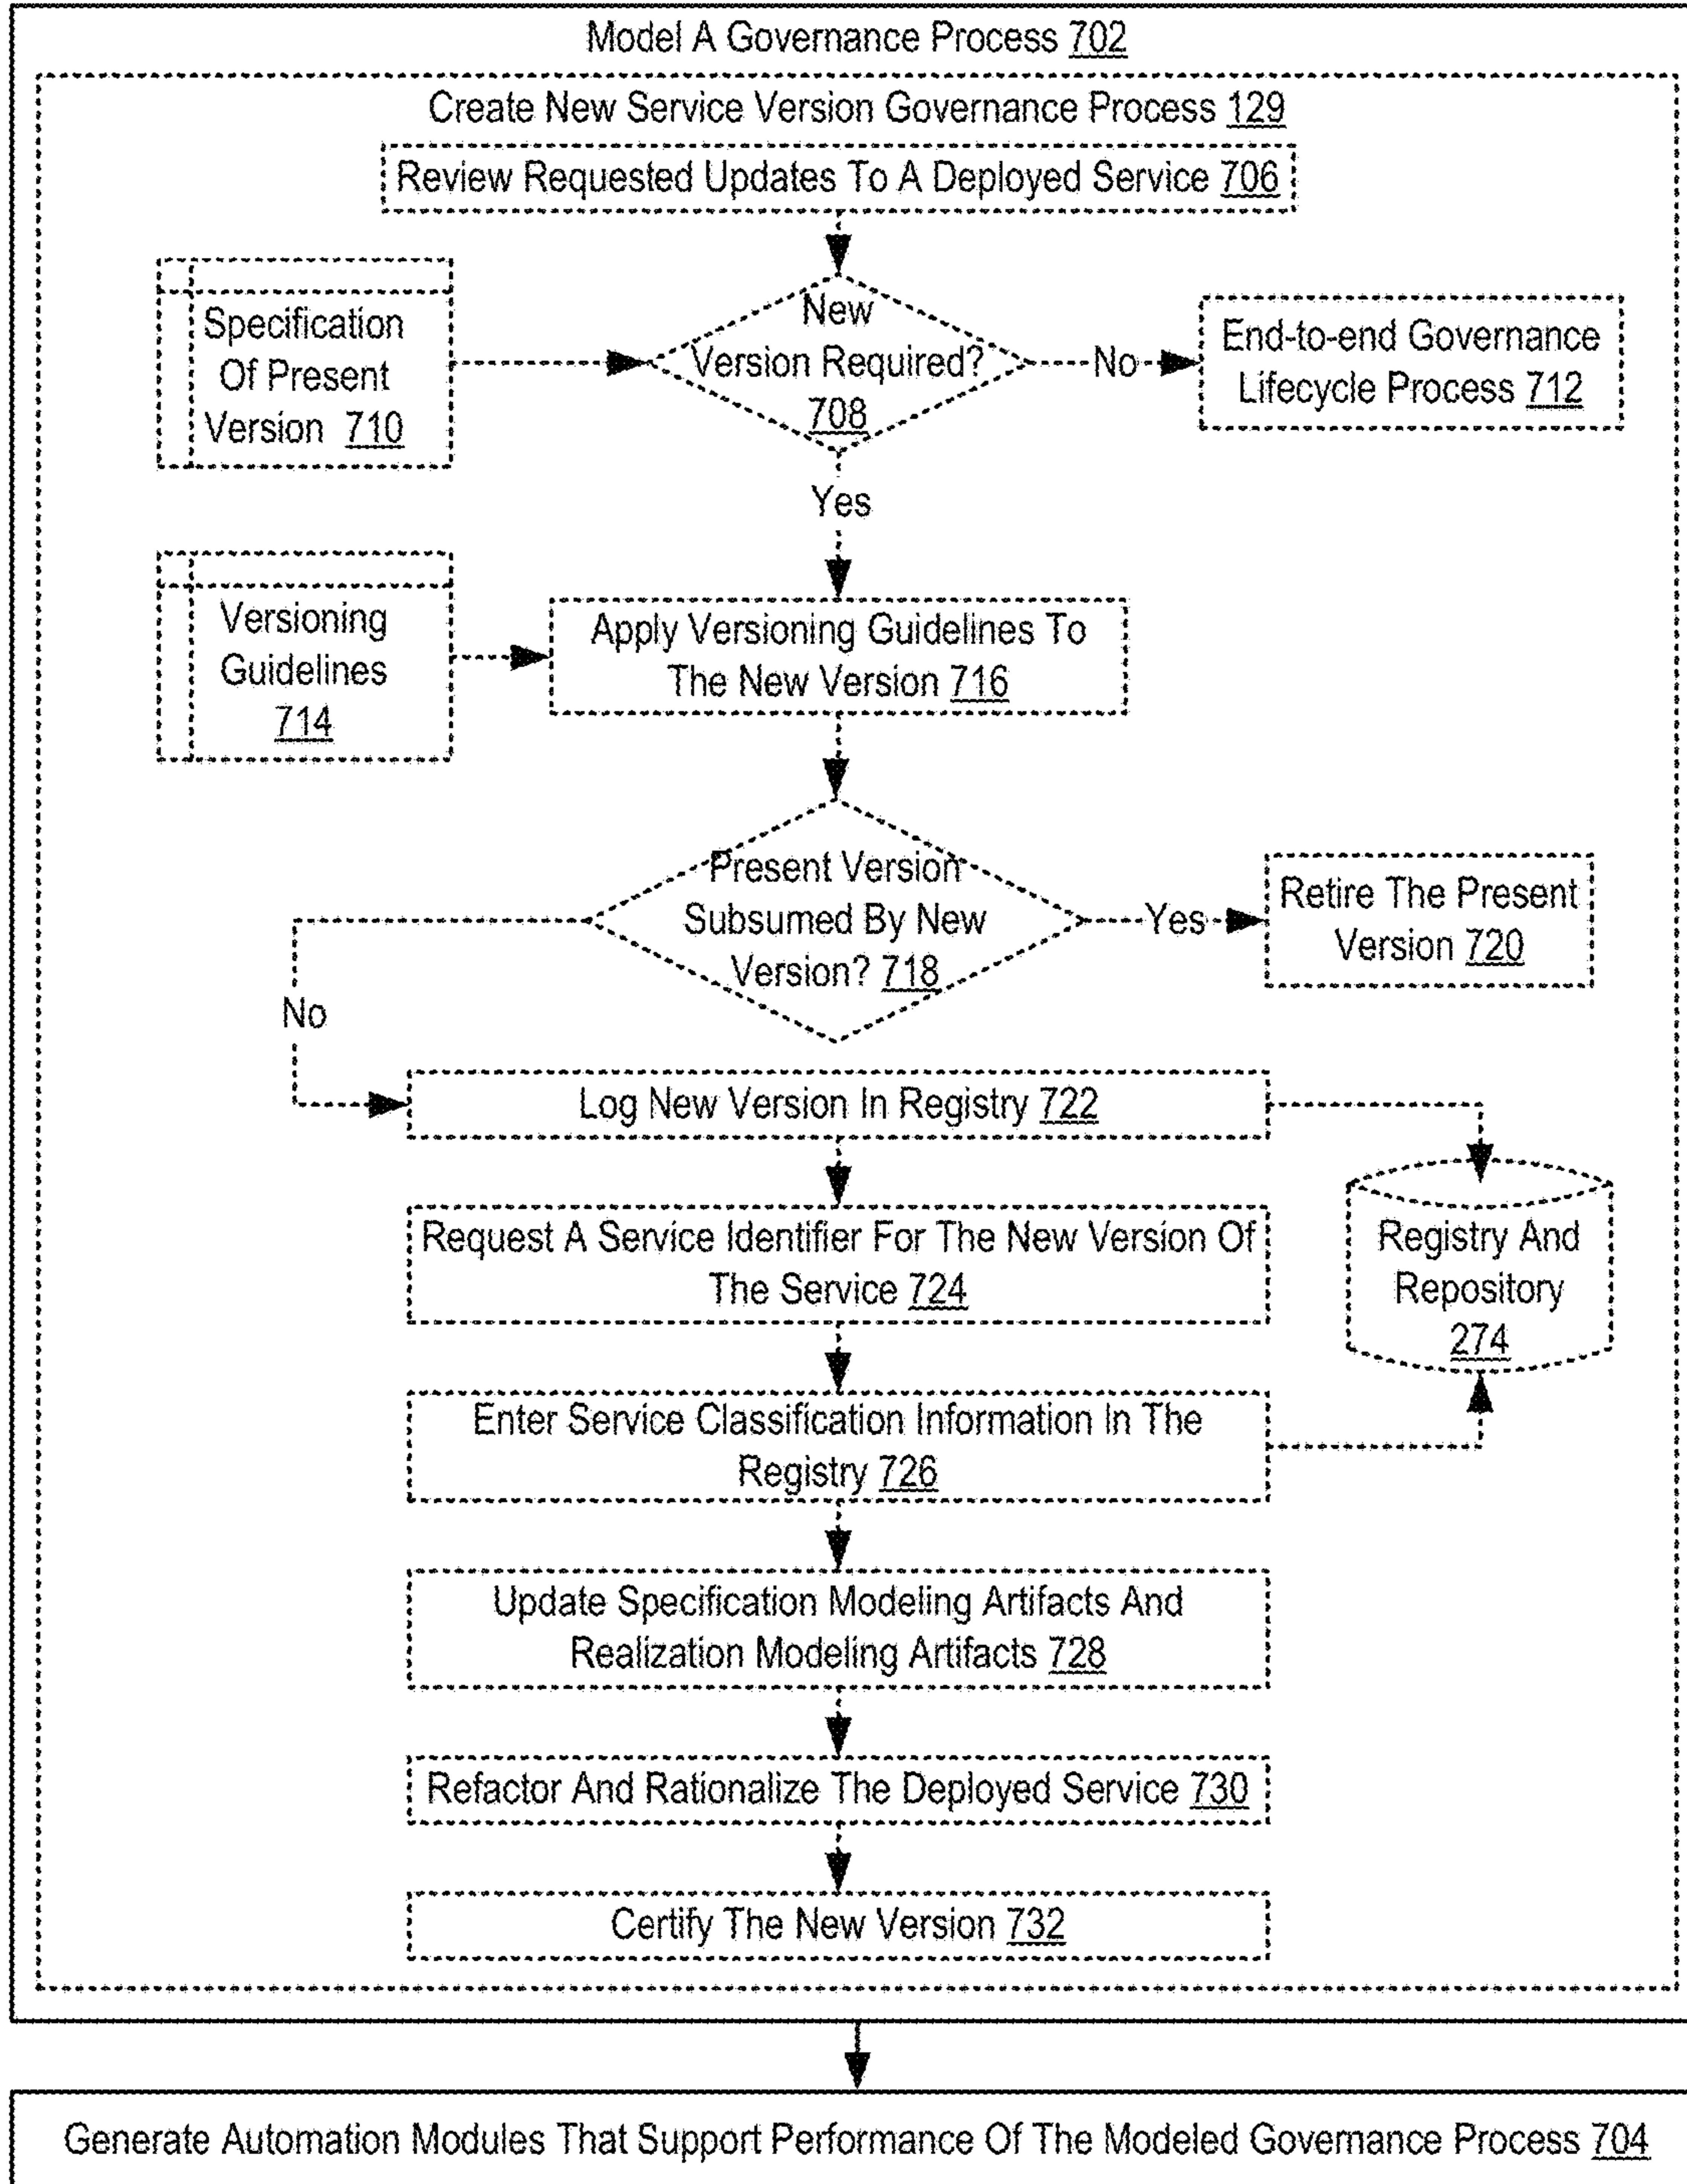 Model A Governance Process 702
Create New Service Version Governance Process 129
Review Requested Updates To A Deployed Service 706
Specification
Of Present
Version 710
New
Version Required?
708
No
End-to-end Governance
Lifecycle Process 712
Yes
Versioning
Guidelines
714
Apply Versioning Guidelines To
The New Version 716
Present Version
Subsumed By New
Version? 718
Yes
Retire The Present
Version 720
No
Log New Version In Registry 722
Request A Service Identifier For The New Version Of
The Service 724
Registry And
Repository
274
Enter Service Classification Information In The
Registry 726
Update Specification Modeling Artifacts And
Realization Modeling Artifacts 728
Refactor And Rationalize The Deployed Service 730
Certify The New Version 732
Generate Automation Modules That Support Performance Of The Modeled Governance Process 704